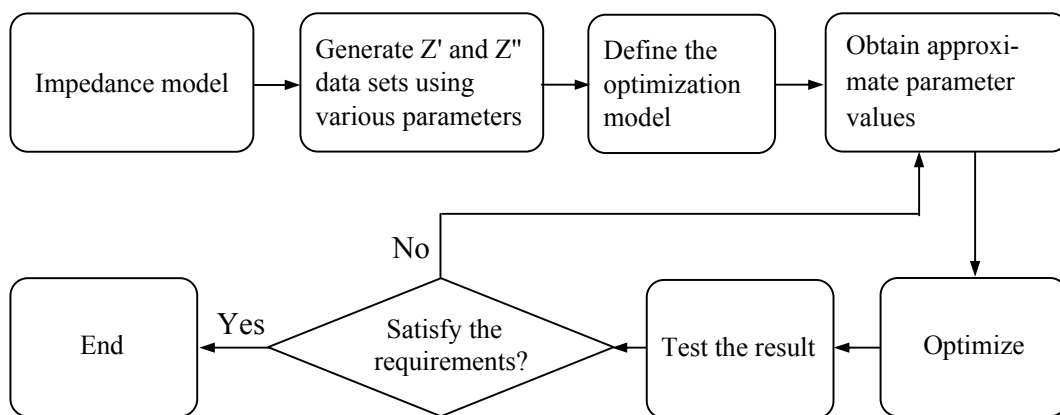 Impedance model
Generate Z' and Z"
data sets using
various parameters
Define the
optimization
model
Obtain approxi-
mate parameter
values
No
Yes
End
Satisfy the
requirements?
Test the result
Optimize